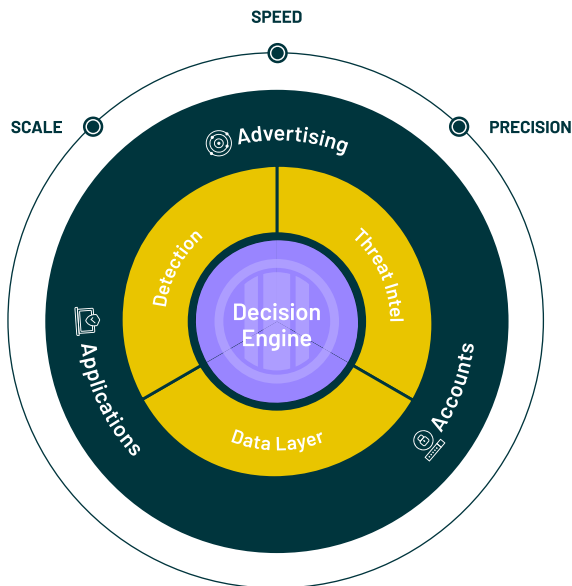 SPEED
SCALE
PRECISION
Advertising
Detection
Threat Intel
Decision
Engine
Applications
Accounts
Data Layer